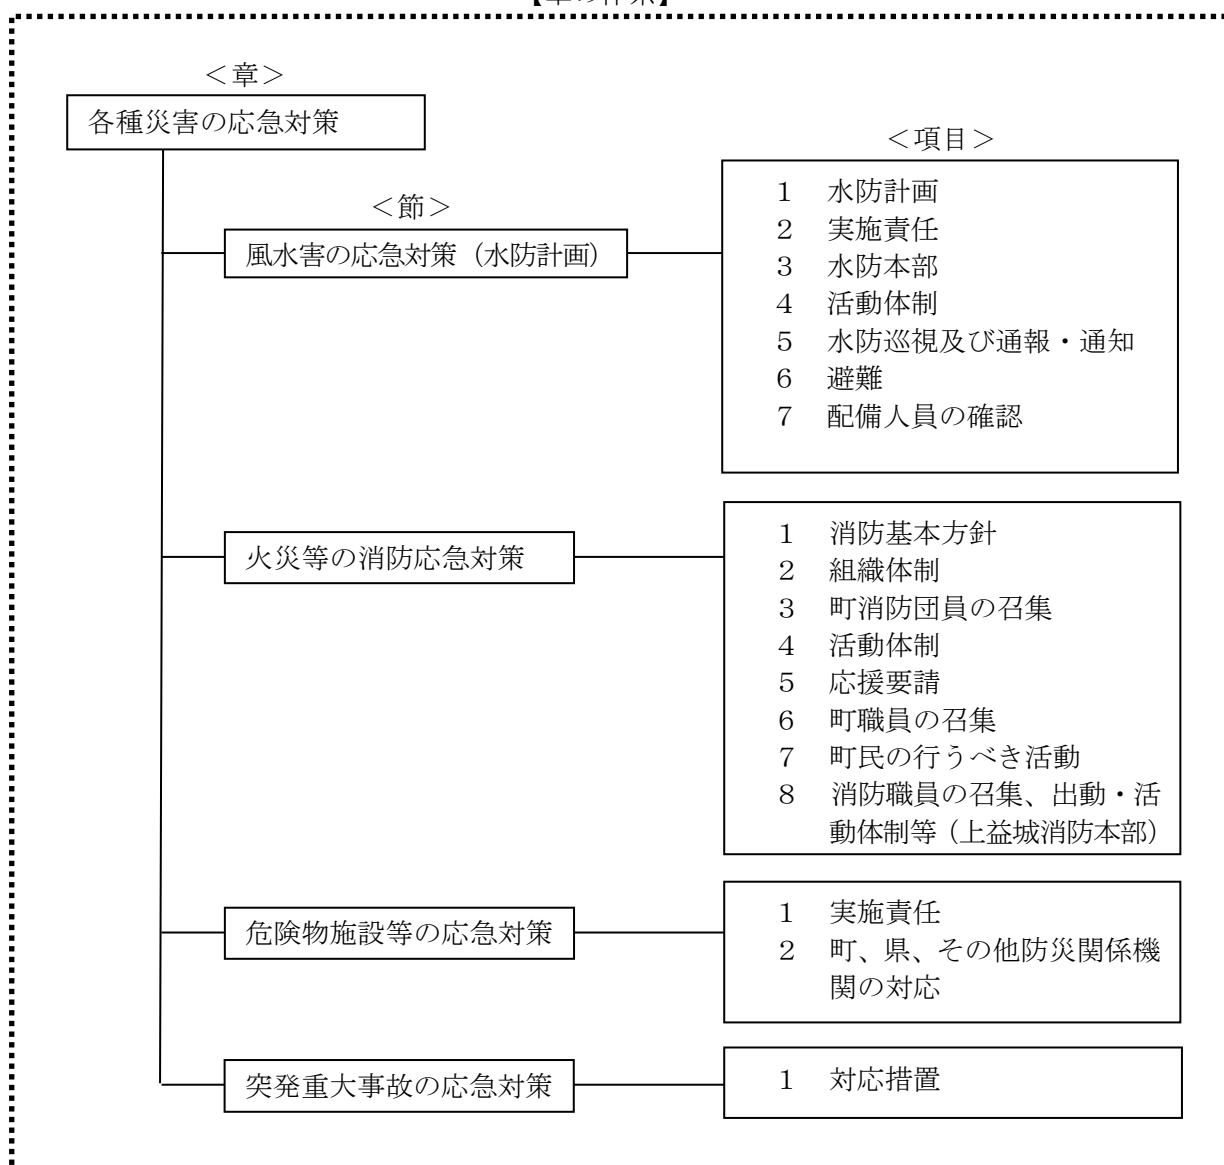 ＜章＞
各種災害の応急対策
＜項目＞
＜節＞
風水害の応急対策（水防計画）
１　水防計画
２　実施責任
３　水防本部
４　活動体制
５　水防巡視及び通報・通知
６　避難
７　配備人員の確認
火災等の消防応急対策
１　消防基本方針
２　組織体制
３　町消防団員の召集
４　活動体制
５　応援要請
６　町職員の召集
７　町民の行うべき活動
８　消防職員の召集、出動・活
動体制等（上益城消防本部）
危険物施設等の応急対策
１　実施責任
２　町、県、その他防災関係機
関の対応
突発重大事故の応急対策
１　対応措置